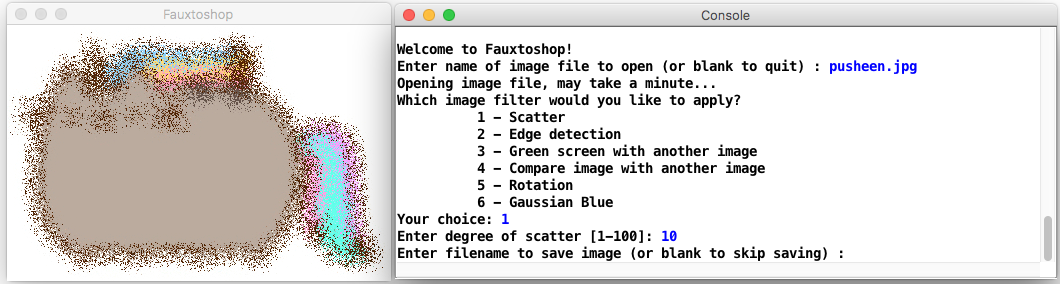 Fauxtoshop
Console
Welcome to Fauxtoshop!
Enter name of image file to open (or blank to quit) : pusheen.jpg
Opening image file, may take a minute...
Which image filter would you like to apply?
1 - Scatter
2 - Edge detection
3 - Green screen with another image
4 - Compare image with another image
5 - Rotation
6 - Gaussian Blue
Your choice: 1
Enter degree of scatter [1-100]: 10
Enter filename to save image (or blank to skip saving) :